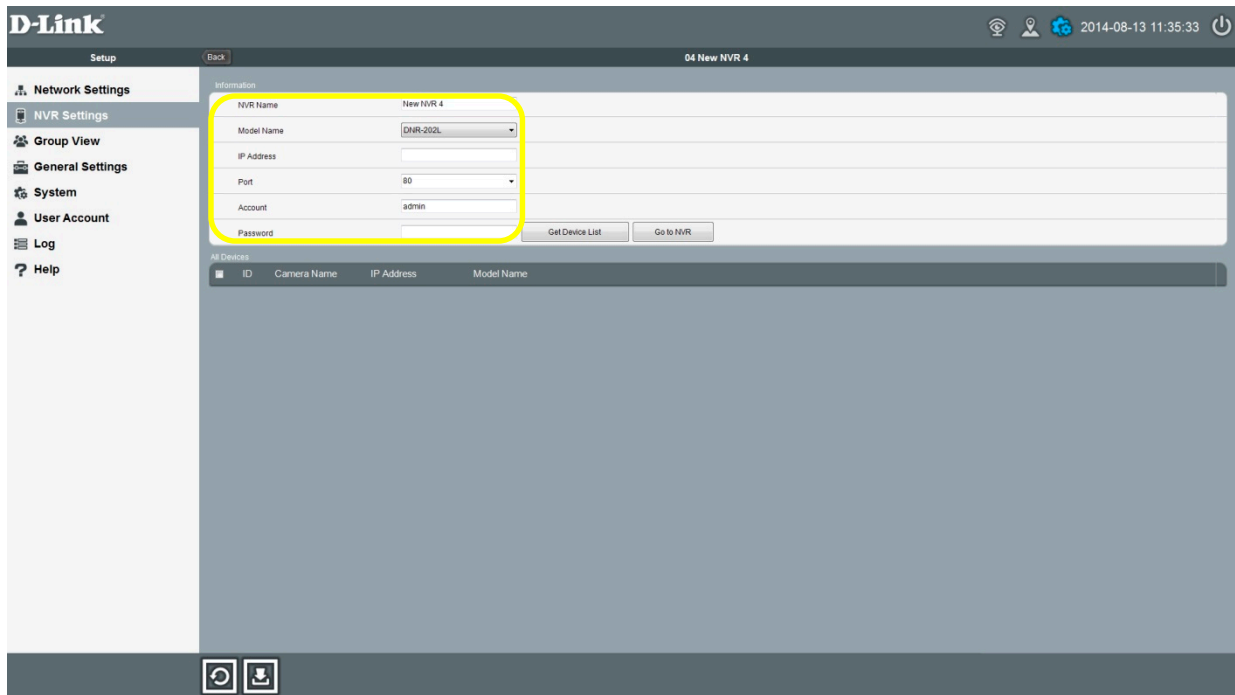 D-Link
2014-08-13 11:35:33
Setup
Back
04 New NVR 4
Network Settings
NVR Settings
Group View
General Settings
System
User Account
Log
Help
Information
NVR Name New NVR 4
Model Name DNR-202L
IP Address
Port 80
Account admin
Password Get Device List Go to NVR
All Devices
ID Camera Name IP Address Model Name